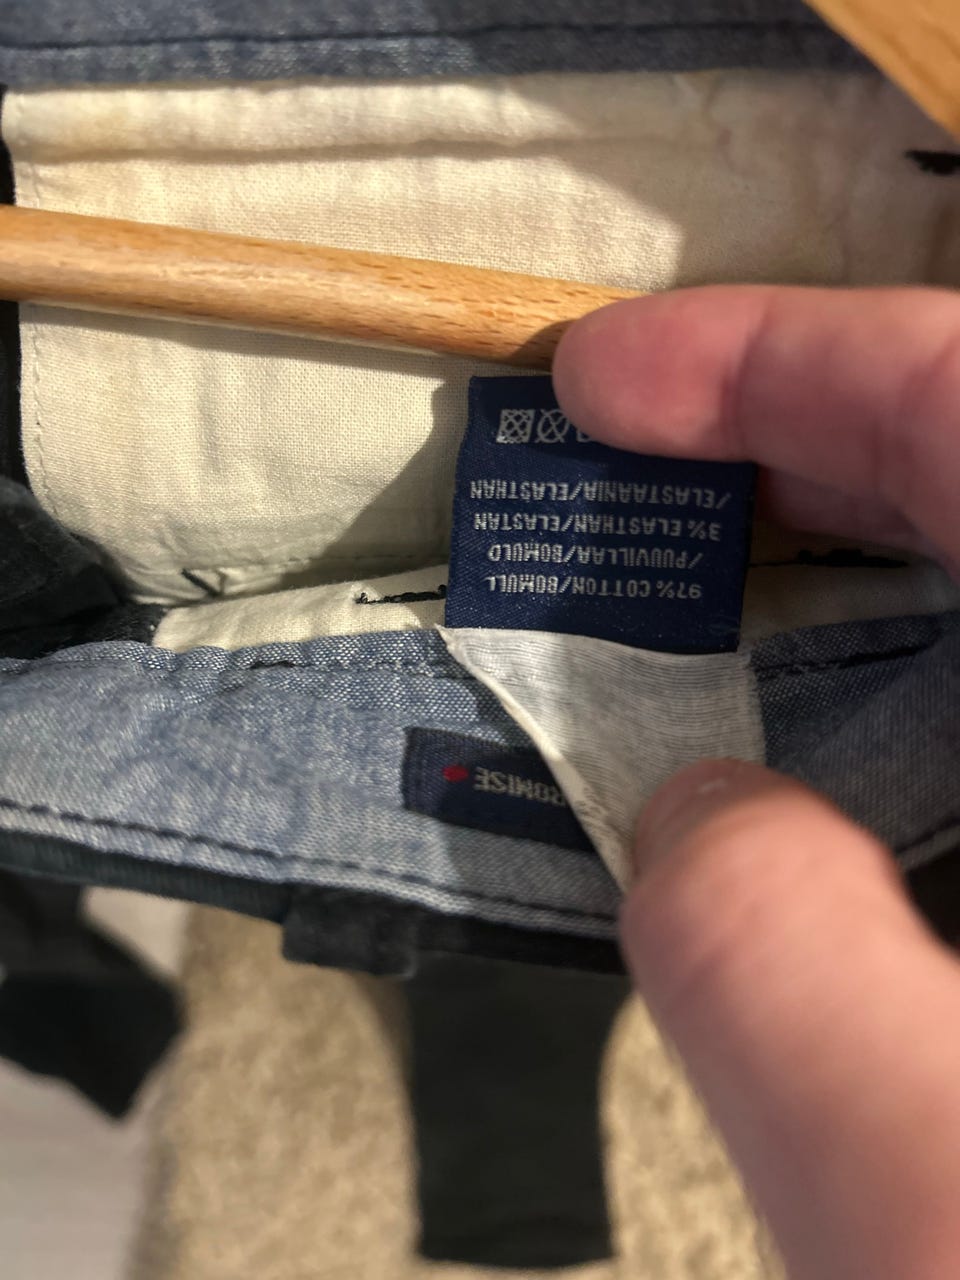 97% COTTON/BOMULL
/PUUVILLAA/BOMULD
3% ELASTHAN/ELASTAN
/ELASTAANIA/ELASTHAN